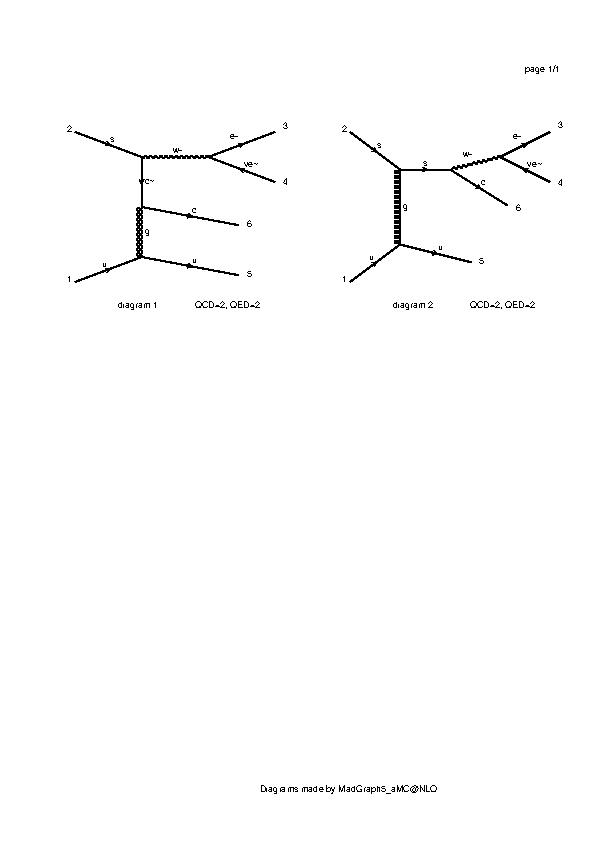 page 1/1
2 s w- e- 3
ve~ 4
c~
c 6
g
1 u u 5
diagram 1 QCD=2, QED=2
2 s s w- e- 3
ve~ 4
c 6
g
1 u u 5
diagram 2 QCD=2, QED=2
Diagrams made by MadGraph5_aMC@NLO